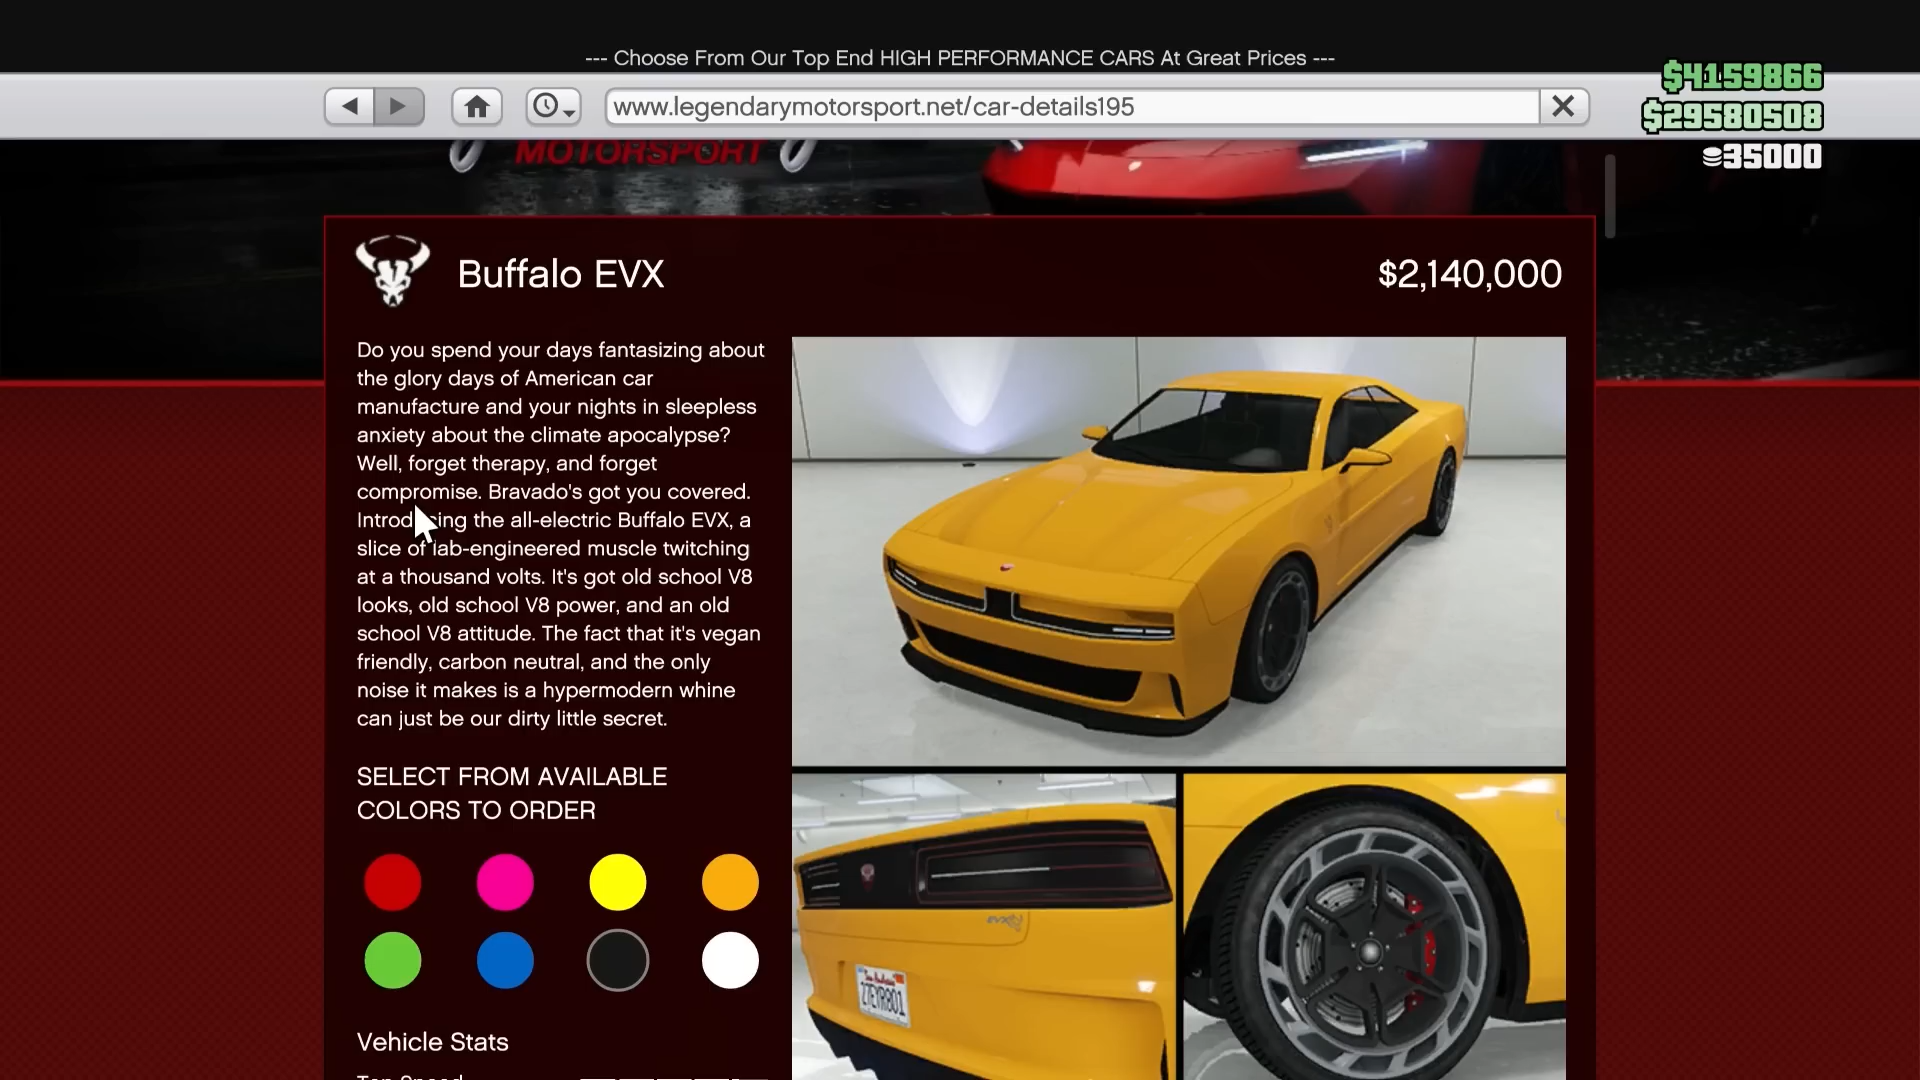 --- Choose From Our Top End HIGH PERFORMANCE CARS At Great Prices ---
www.legendarymotorsport.net/car-details195
$4159866
$29580508
35000
MOTORSPORT
Buffalo EVX
$2,140,000
Do you spend your days fantasizing about
the glory days of American car
manufacture and your nights in sleepless
anxiety about the climate apocalypse?
Well, forget therapy, and forget
compromise. Bravado's got you covered.
Introducing the all-electric Buffalo EVX, a
slice of lab-engineered muscle twitching
at a thousand volts. It's got old school V8
looks, old school V8 power, and an old
school V8 attitude. The fact that it's vegan
friendly, carbon neutral, and the only
noise it makes is a hypermodern whine
can just be our dirty little secret.
SELECT FROM AVAILABLE
COLORS TO ORDER
EVX
San Andreas
27EYR801
Vehicle Stats
Top Speed